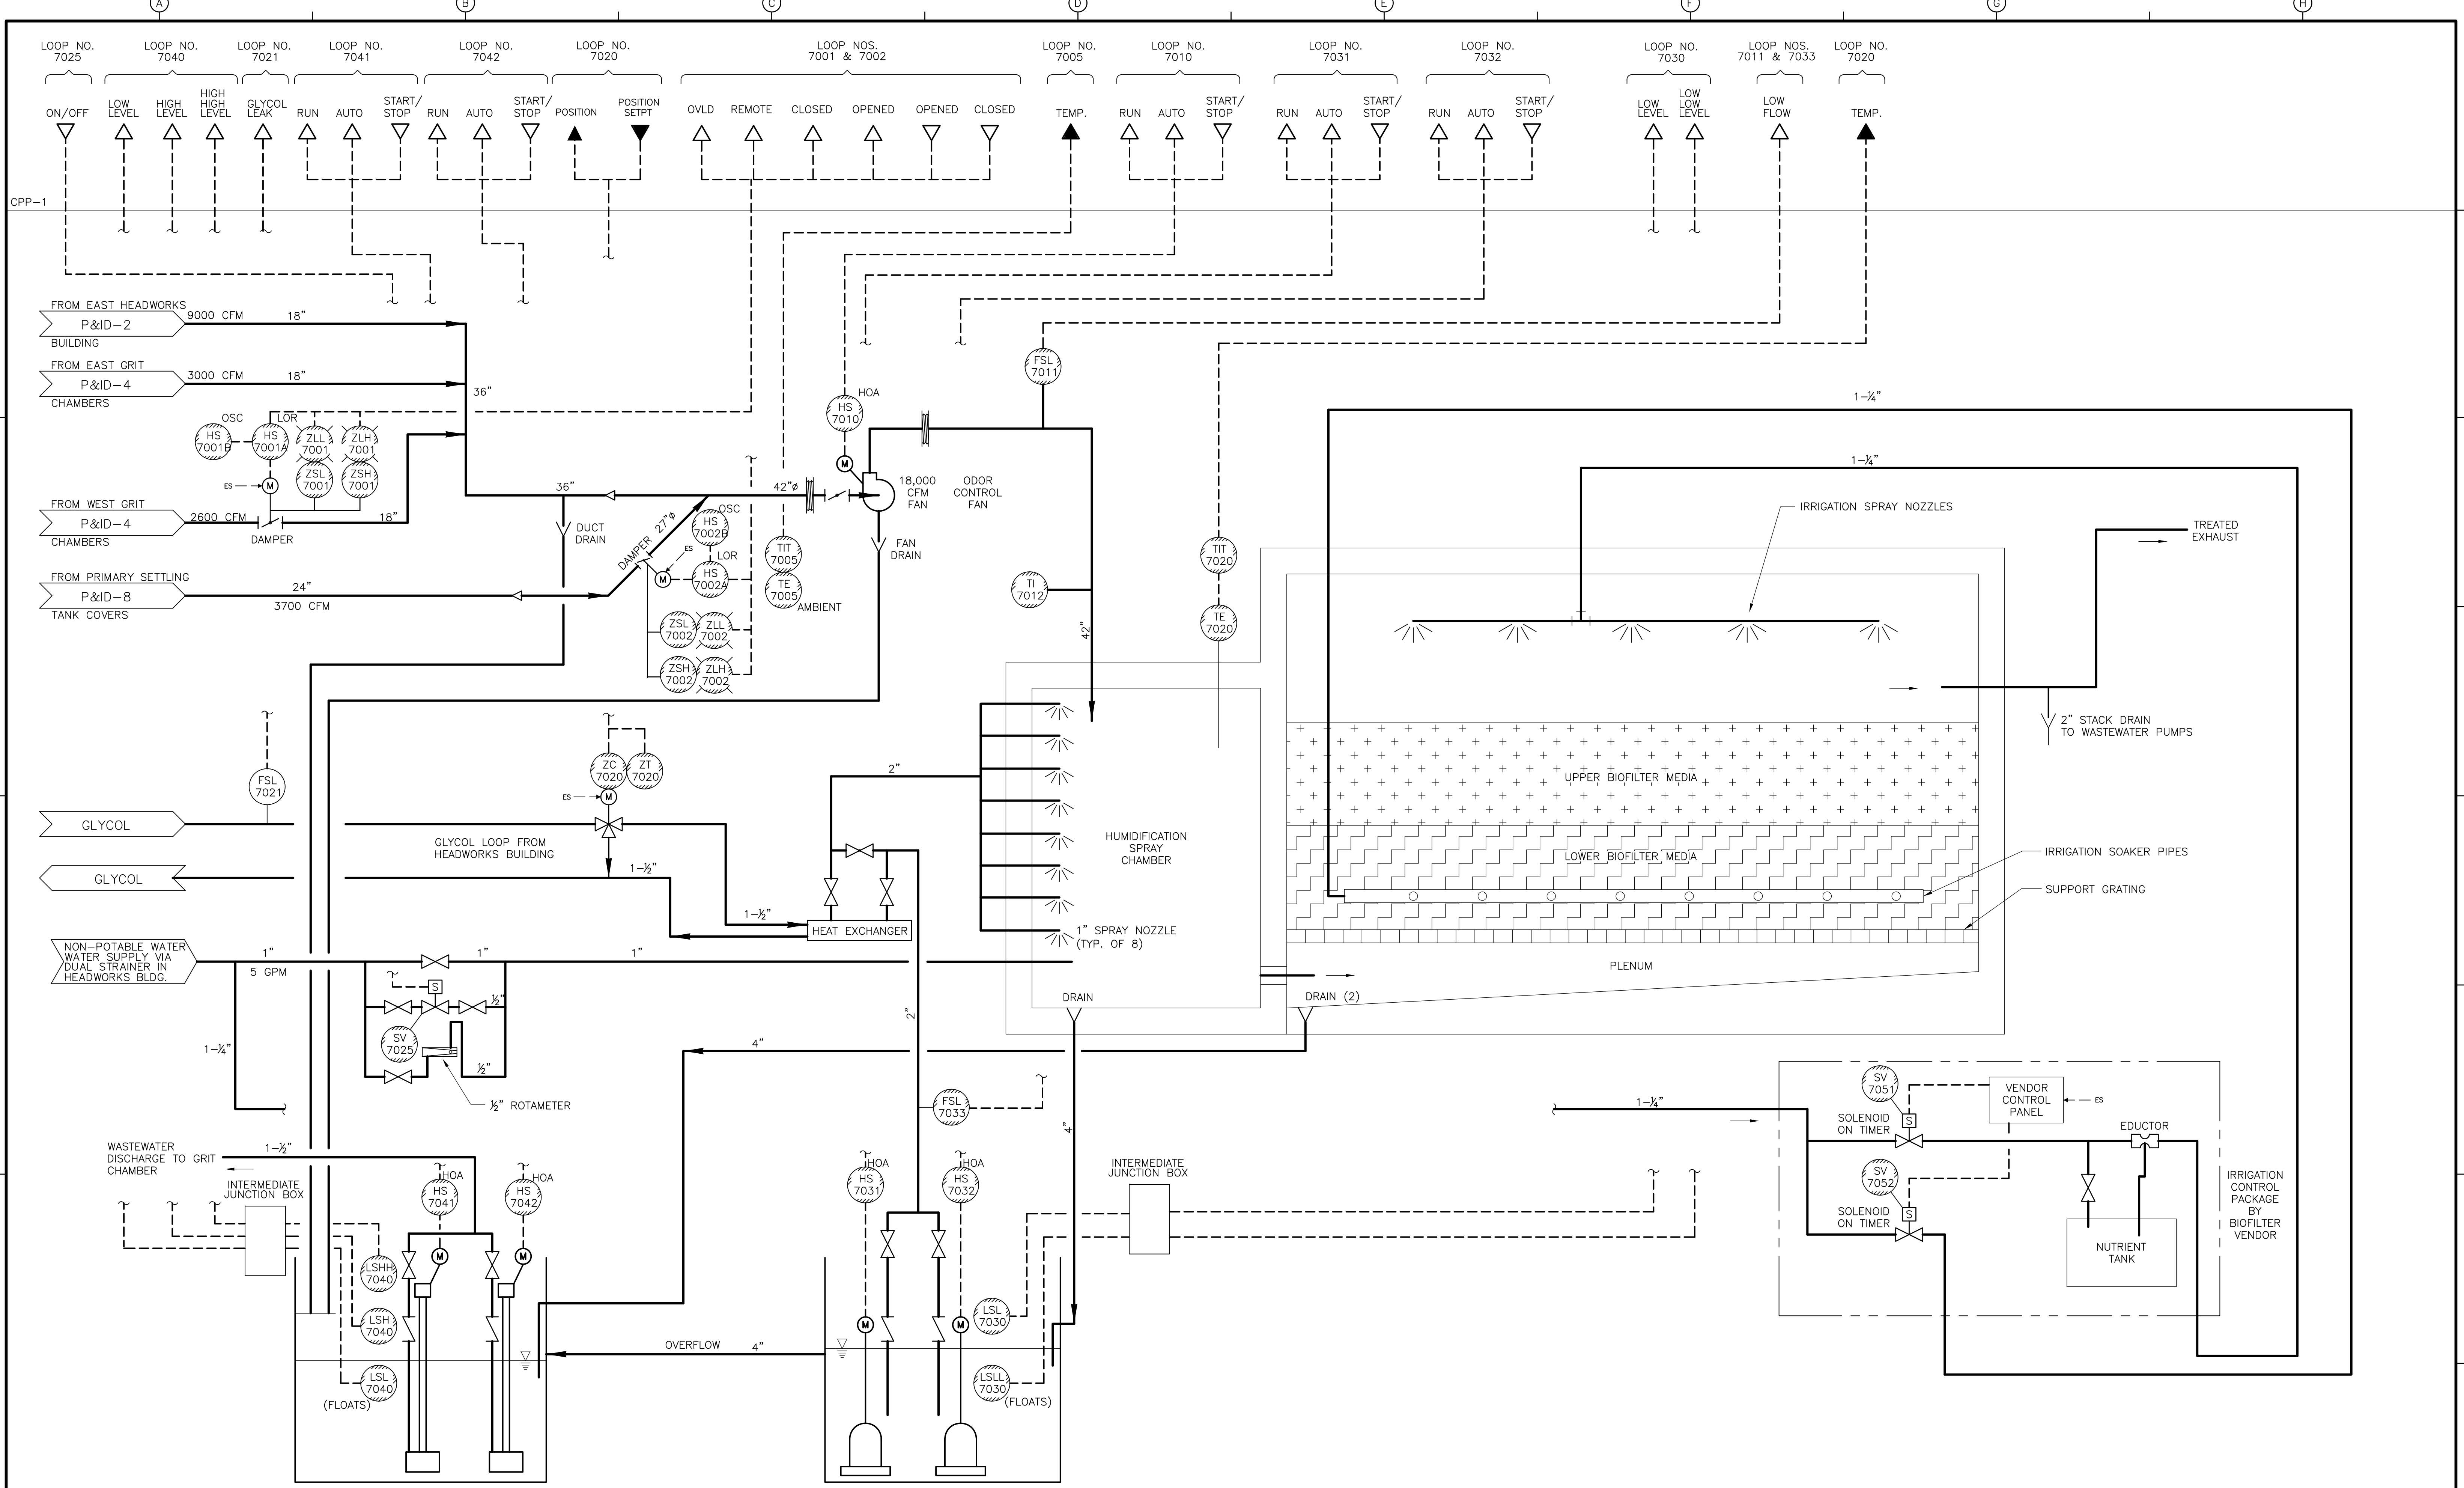 A
B
C
D
E
F
G
H
LOOP NO.
7025
LOOP NO.
7040
LOOP NO.
7021
LOOP NO.
7041
LOOP NO.
7042
LOOP NO.
7020
LOOP NOS.
7001 & 7002
LOOP NO.
7005
LOOP NO.
7010
LOOP NO.
7031
LOOP NO.
7032
LOOP NO.
7030
LOOP NOS.
7011 & 7033
LOOP NO.
7020
ON/OFF
LOW
LEVEL
HIGH
LEVEL
HIGH
HIGH
LEVEL
GLYCOL
LEAK
RUN
AUTO
START/
STOP
RUN
AUTO
START/
STOP
POSITION
POSITION
SETPT
OVLD
REMOTE
CLOSED
OPENED
OPENED
CLOSED
TEMP.
RUN
AUTO
START/
STOP
RUN
AUTO
START/
STOP
RUN
AUTO
START/
STOP
LOW
LEVEL
LOW
LOW
LEVEL
LOW
FLOW
TEMP.
CPP-1
FROM EAST HEADWORKS
P&ID-2
BUILDING
9000 CFM
18"
FROM EAST GRIT
P&ID-4
CHAMBERS
3000 CFM
18"
36"
OSC
LOR
HS
7001B
HS
7001A
ZLL
7001
ZLH
7001
ZSL
7001
ZSH
7001
ES
M
FROM WEST GRIT
P&ID-4
CHAMBERS
2600 CFM
18"
DAMPER
FROM PRIMARY SETTLING
P&ID-8
TANK COVERS
24"
3700 CFM
36"
DUCT
DRAIN
DAMPER 27"ø
42"ø
OSC
HS
7002B
ES
LOR
M
HS
7002A
ZSL
7002
ZLL
7002
ZSH
7002
ZLH
7002
TIT
7005
TE
7005
AMBIENT
HOA
HS
7010
M
18,000
CFM
FAN
ODOR
CONTROL
FAN
FAN
DRAIN
FSL
7011
TI
7012
42"
TIT
7020
TE
7020
1-¼"
1-¼"
IRRIGATION SPRAY NOZZLES
TREATED
EXHAUST
2" STACK DRAIN
TO WASTEWATER PUMPS
UPPER BIOFILTER MEDIA
LOWER BIOFILTER MEDIA
IRRIGATION SOAKER PIPES
SUPPORT GRATING
PLENUM
DRAIN (2)
HUMIDIFICATION
SPRAY
CHAMBER
1" SPRAY NOZZLE
(TYP. OF 8)
DRAIN
FSL
7021
GLYCOL
GLYCOL
GLYCOL LOOP FROM
HEADWORKS BUILDING
ZC
7020
ZT
7020
ES
M
1-½"
1-½"
2"
HEAT EXCHANGER
NON-POTABLE WATER
WATER SUPPLY VIA
DUAL STRAINER IN
HEADWORKS BLDG.
1"
5 GPM
1"
1"
S
½"
SV
7025
½"
½" ROTAMETER
1-¼"
2"
4"
4"
FSL
7033
WASTEWATER
DISCHARGE TO GRIT
CHAMBER
1-½"
INTERMEDIATE
JUNCTION BOX
HOA
HS
7041
HOA
HS
7042
M
M
LSHH
7040
LSH
7040
LSL
7040
(FLOATS)
OVERFLOW
4"
HOA
HS
7031
HOA
HS
7032
M
M
LSL
7030
LSLL
7030
(FLOATS)
INTERMEDIATE
JUNCTION BOX
1-¼"
SV
7051
S
SOLENOID
ON TIMER
VENDOR
CONTROL
PANEL
ES
EDUCTOR
SV
7052
S
SOLENOID
ON TIMER
NUTRIENT
TANK
IRRIGATION
CONTROL
PACKAGE
BY
BIOFILTER
VENDOR